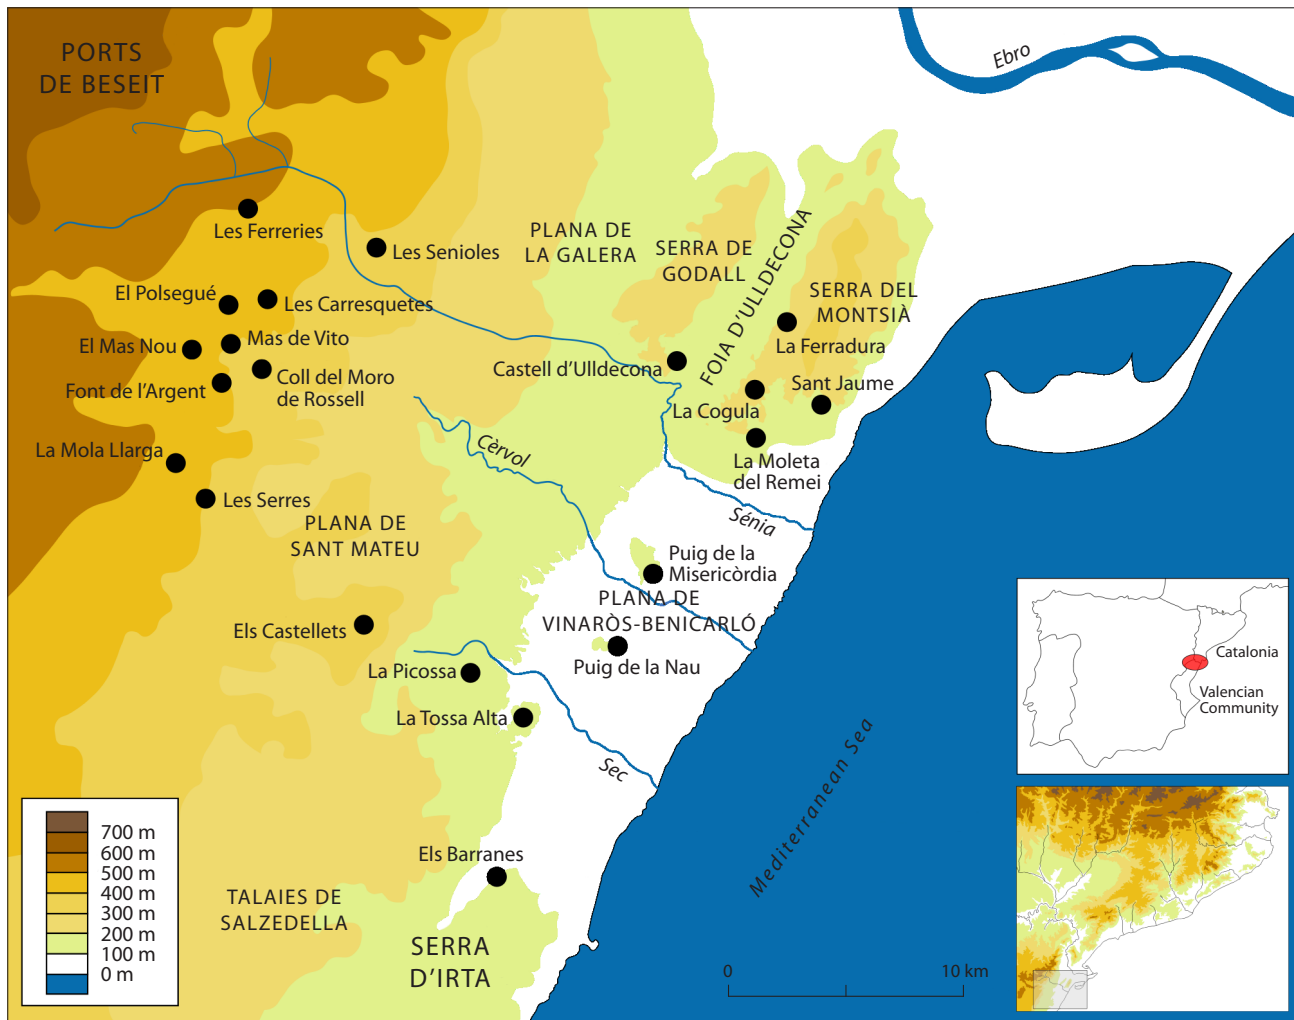 PORTS
DE BESEIT
Ebro
Les Ferreries
Les Senioles
PLANA DE
LA GALERA
SERRA DE
GODALL
FOIA D'ULLDECONA
SERRA DEL
MONTSIÀ
El Polsegué
Les Carresquetes
La Ferradura
El Mas Nou
Mas de Vito
Castell d'Ulldecona
Font de l'Argent
Coll del Moro
de Rossell
Sant Jaume
La Cogula
La Mola Llarga
Cèrvol
La Moleta
del Remei
Les Serres
PLANA DE
SANT MATEU
Sénia
Puig de la
Misericòrdia
PLANA DE
VINARÒS-BENICARLÓ
Els Castellets
Puig de la Nau
La Picossa
La Tossa Alta
Sec
Mediterranean Sea
Catalonia
Valencian
Community
700 m
600 m
500 m
400 m
300 m
200 m
100 m
0 m
Els Barranes
TALAIES DE
SALZEDELLA
SERRA
D'IRTA
0
10 km